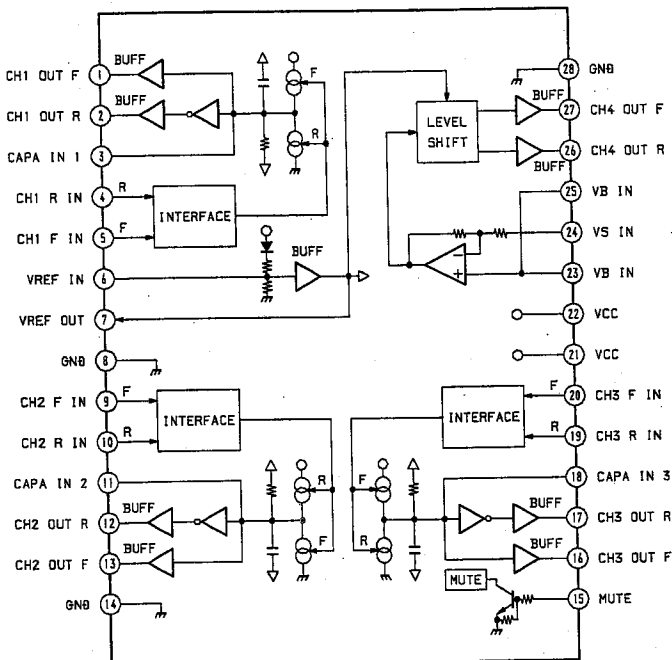 CH1 OUT F
1
BUFF
CH1 OUT R
2
BUFF
CAPA IN 1
3
CH1 R IN
4
R
CH1 F IN
5
F
INTERFACE
F
R
VREF IN
6
BUFF
VREF OUT
7
GND
8
CH2 F IN
9
F
CH2 R IN
10
R
INTERFACE
CAPA IN 2
11
CH2 OUT R
12
BUFF
CH2 OUT F
13
BUFF
R
F
GND
14
28
GND
LEVEL
SHIFT
BUFF
27
CH4 OUT F
BUFF
26
CH4 OUT R
25
VB IN
24
VS IN
-
+
23
VB IN
22
VCC
21
VCC
INTERFACE
F
20
CH3 F IN
R
19
CH3 R IN
18
CAPA IN 3
F
R
BUFF
17
CH3 OUT R
BUFF
16
CH3 OUT F
MUTE
15
MUTE